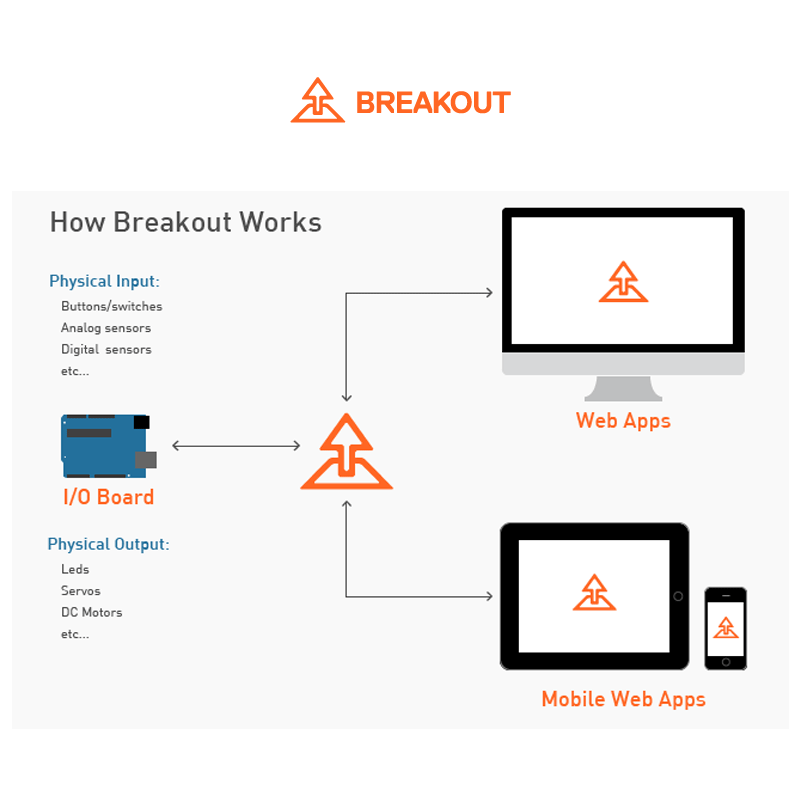 BREAKOUT
How Breakout Works
Physical Input:
Buttons/switches
Analog sensors
Digital sensors
etc...
I/O Board
Physical Output:
Leds
Servos
DC Motors
etc...
Web Apps
Mobile Web Apps